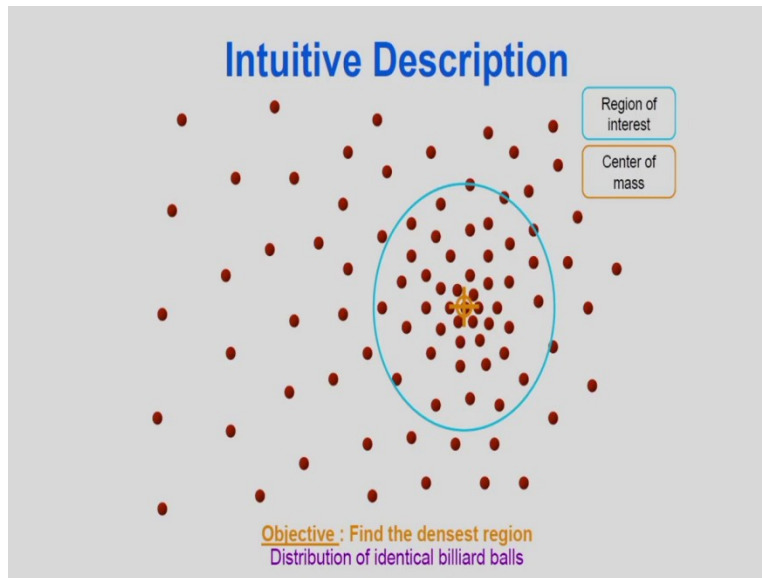 Intuitive Description
Region of
interest
Center of
mass
Objective : Find the densest region
Distribution of identical billiard balls